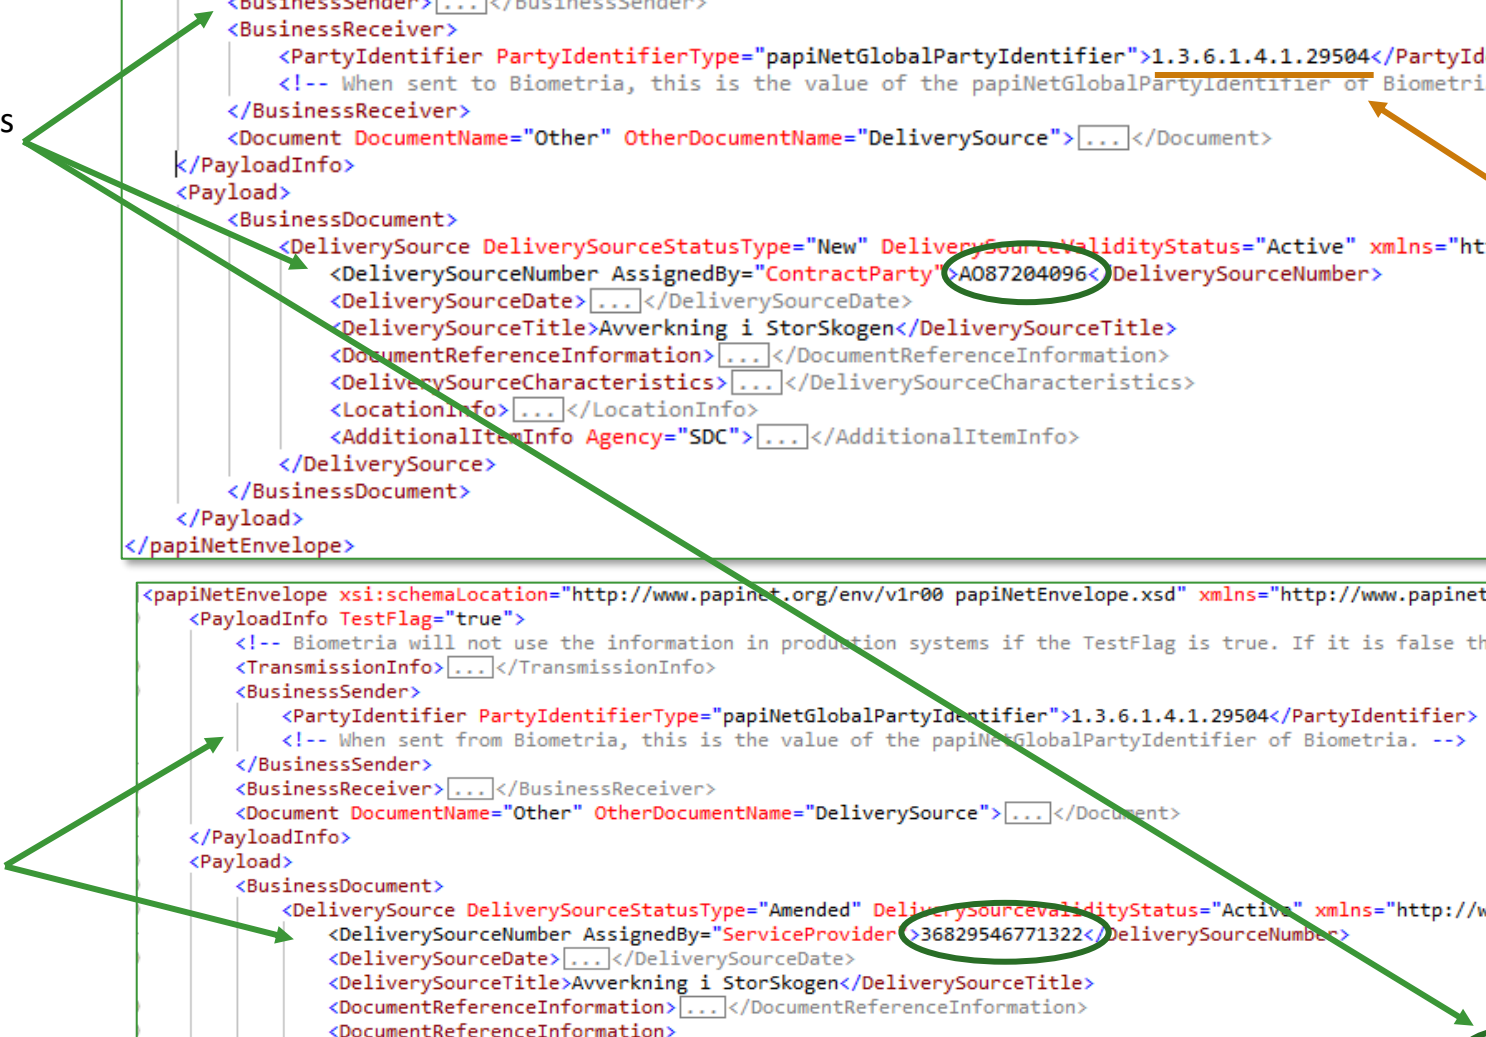 <BusinessSender>...</BusinessSender>
<BusinessReceiver>
s
<PartyIdentifier PartyIdentifierType="papiNetGlobalPartyIdentifier">1.3.6.1.4.1.29504</PartyId
<!-- When sent to Biometria, this is the value of the papiNetGlobalPartyIdentifier of Biometri
</BusinessReceiver>
<Document DocumentName="Other" OtherDocumentName="DeliverySource">...</Document>
</PayloadInfo>
<Payload>
<BusinessDocument>
<DeliverySource DeliverySourceStatusType="New" DeliverySourceValidityStatus="Active" xmlns="ht
<DeliverySourceNumber AssignedBy="ContractParty">AO87204096</DeliverySourceNumber>
<DeliverySourceDate>...</DeliverySourceDate>
<DeliverySourceTitle>Avverkning i StorSkogen</DeliverySourceTitle>
<DocumentReferenceInformation>...</DocumentReferenceInformation>
<DeliverySourceCharacteristics>...</DeliverySourceCharacteristics>
<LocationInfo>...</LocationInfo>
<AdditionalItemInfo Agency="SDC">...</AdditionalItemInfo>
</DeliverySource>
</BusinessDocument>
</Payload>
</papiNetEnvelope>
<papiNetEnvelope xsi:schemaLocation="http://www.papinet.org/env/v1r00 papiNetEnvelope.xsd" xmlns="http://www.papinet
<PayloadInfo TestFlag="true">
<!-- Biometria will not use the information in production systems if the TestFlag is true. If it is false th
<TransmissionInfo>...</TransmissionInfo>
<BusinessSender>
<PartyIdentifier PartyIdentifierType="papiNetGlobalPartyIdentifier">1.3.6.1.4.1.29504</PartyIdentifier>
<!-- When sent from Biometria, this is the value of the papiNetGlobalPartyIdentifier of Biometria. -->
</BusinessSender>
<BusinessReceiver>...</BusinessReceiver>
<Document DocumentName="Other" OtherDocumentName="DeliverySource">...</Document>
</PayloadInfo>
<Payload>
<BusinessDocument>
<DeliverySource DeliverySourceStatusType="Amended" DeliverySourceValidityStatus="Active" xmlns="http://w
<DeliverySourceNumber AssignedBy="ServiceProvider">36829546771322</DeliverySourceNumber>
<DeliverySourceDate>...</DeliverySourceDate>
<DeliverySourceTitle>Avverkning i StorSkogen</DeliverySourceTitle>
<DocumentReferenceInformation>...</DocumentReferenceInformation>
<DocumentReferenceInformation>